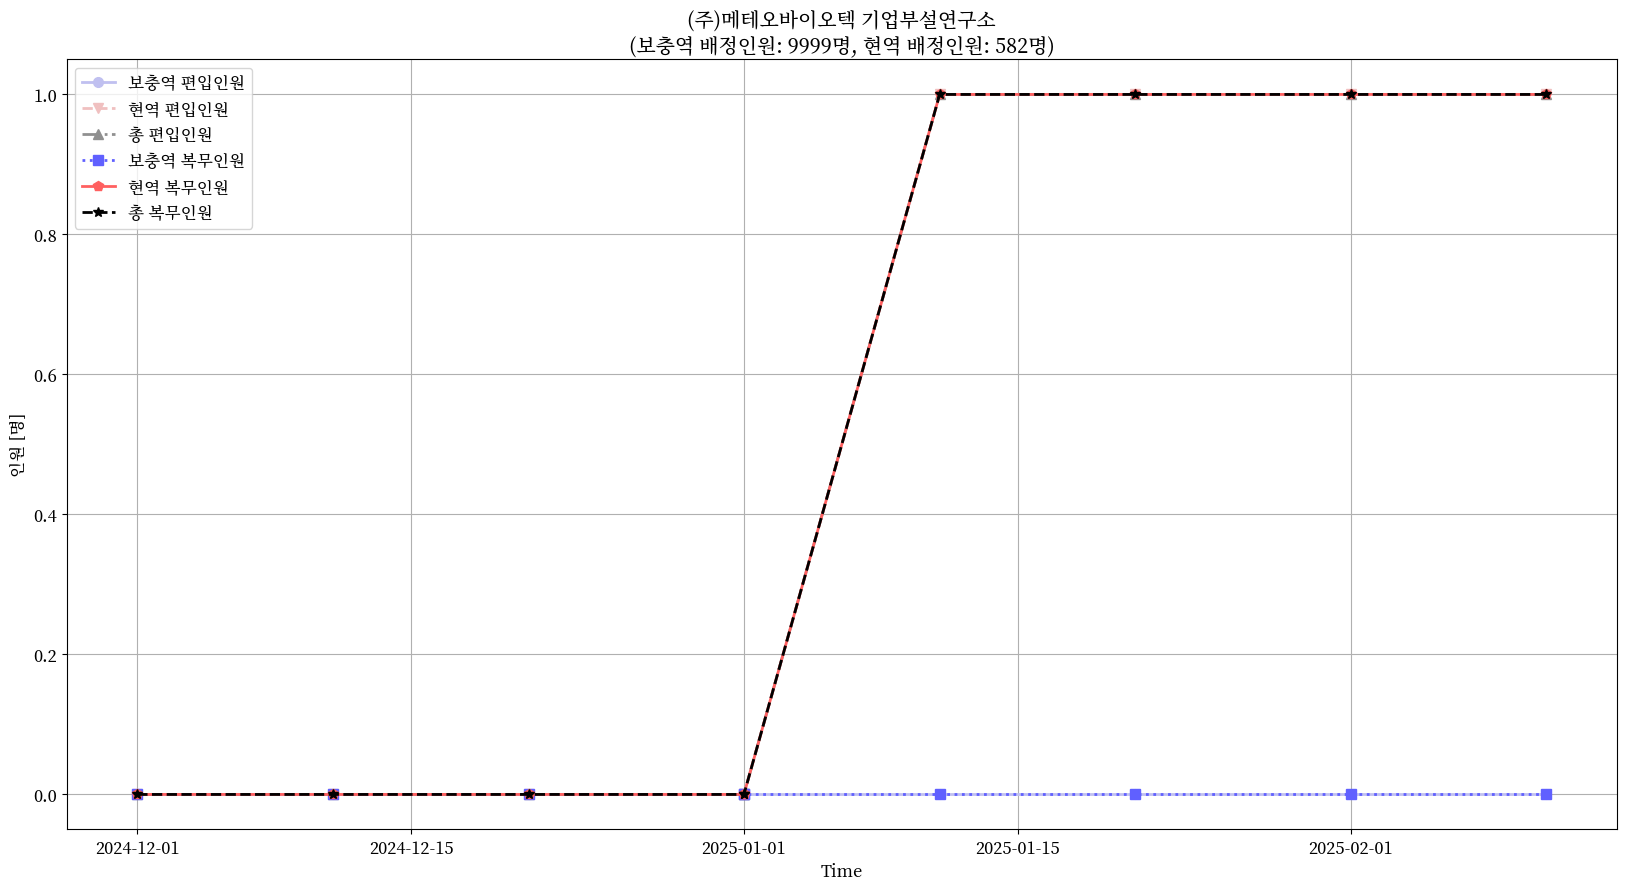 (주)메테오바이오텍 기업부설연구소
(보충역 배정인원: 9999명, 현역 배정인원: 582명)
보충역 편입인원
현역 편입인원
총 편입인원
보충역 복무인원
현역 복무인원
총 복무인원
인원 [명]
1.0
0.8
0.6
0.4
0.2
0.0
2024-12-01
2024-12-15
2025-01-01
2025-01-15
2025-02-01
Time